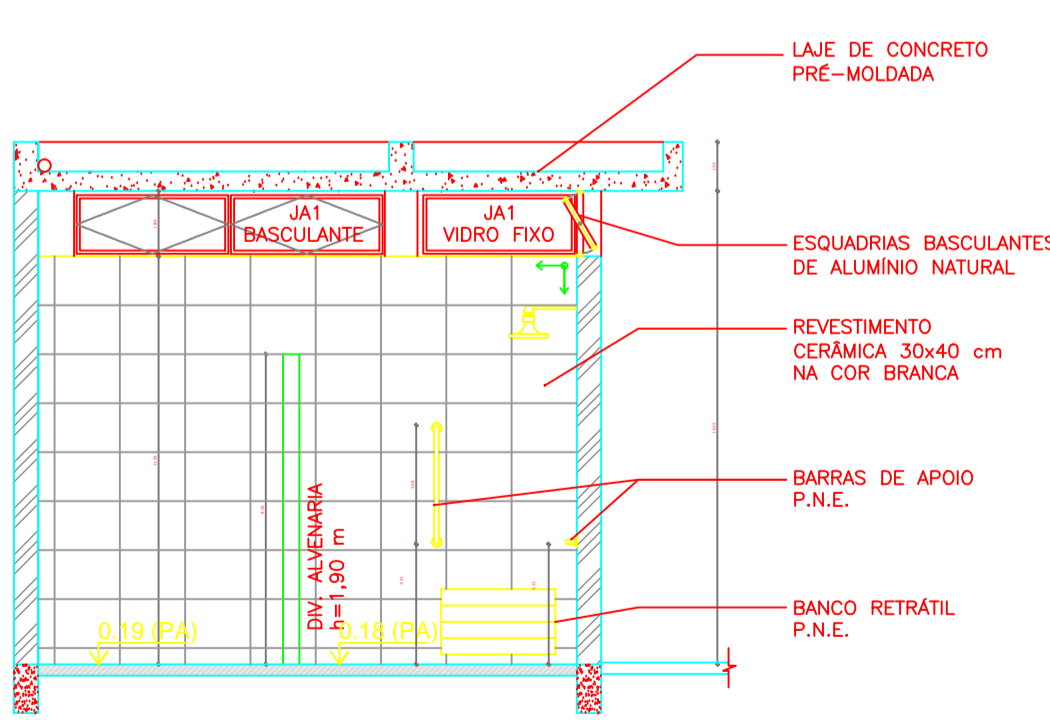 LAJE DE CONCRETO
PRÉ-MOLDADA
JA1
BASCULANTE
JA1
VIDRO FIXO
ESQUADRIAS BASCULANTES
DE ALUMÍNIO NATURAL
REVESTIMENTO
CERÂMICA 30x40 cm
NA COR BRANCA
BARRAS DE APOIO
P.N.E.
DIV. ALVENARIA
h=1,90 m
BANCO RETRÁTIL
P.N.E.
0.19 (PA)
0.18 (PA)